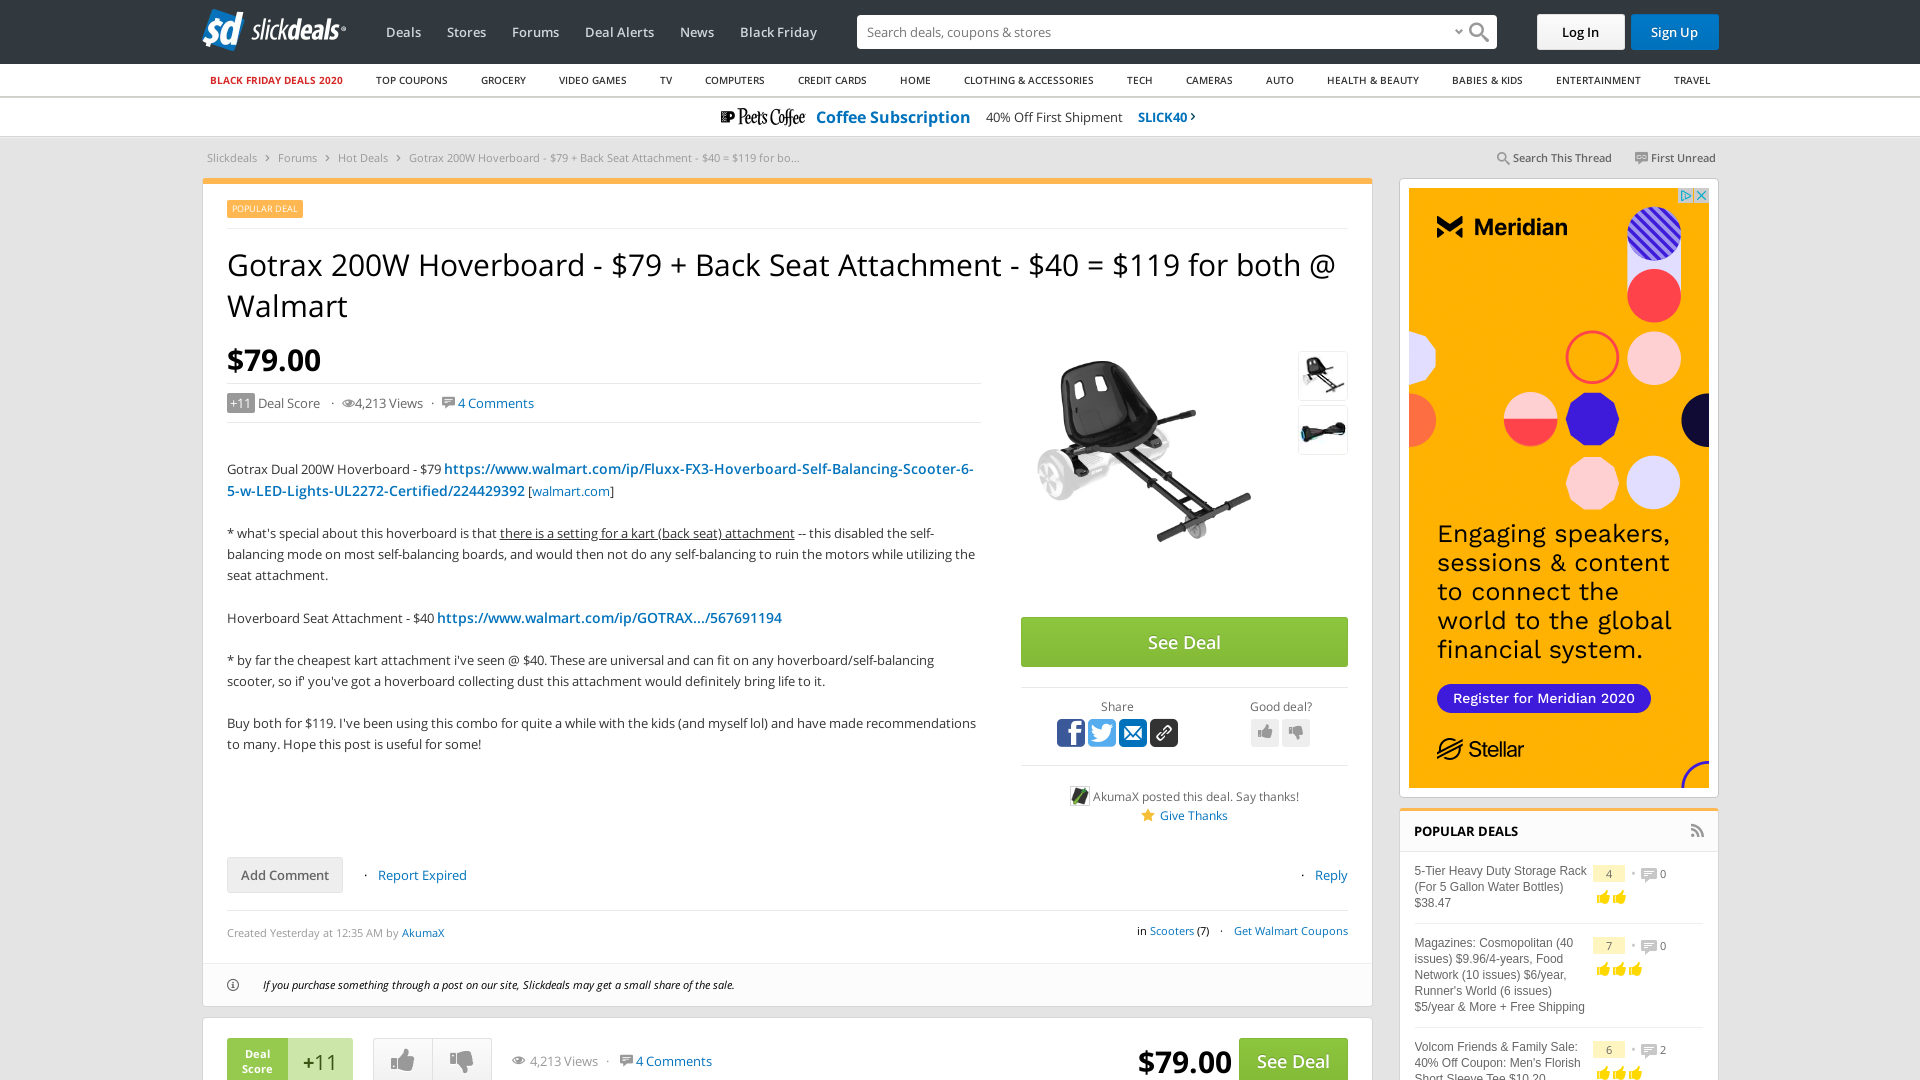 sd slickdeals
Deals Stores Forums Deal Alerts News Black Friday
Search deals, coupons & stores
Log In Sign Up
BLACK FRIDAY DEALS 2020 TOP COUPONS GROCERY VIDEO GAMES TV COMPUTERS CREDIT CARDS HOME CLOTHING & ACCESSORIES TECH CAMERAS AUTO HEALTH & BEAUTY BABIES & KIDS ENTERTAINMENT TRAVEL
Peet's Coffee Coffee Subscription 40% Off First Shipment SLICK40
Slickdeals Forums Hot Deals Gotrax 200W Hoverboard - $79 + Back Seat Attachment - $40 = $119 for bo...
Search This Thread First Unread
POPULAR DEAL
Gotrax 200W Hoverboard - $79 + Back Seat Attachment - $40 = $119 for both @
Walmart
$79.00
+11 Deal Score · 4,213 Views · 4 Comments
Gotrax Dual 200W Hoverboard - $79 https://www.walmart.com/ip/Fluxx-FX3-Hoverboard-Self-Balancing-Scooter-6-
5-w-LED-Lights-UL2272-Certified/224429392 [walmart.com]
* what's special about this hoverboard is that there is a setting for a kart (back seat) attachment -- this disabled the self-
balancing mode on most self-balancing boards, and would then not do any self-balancing to ruin the motors while utilizing the
seat attachment.
Hoverboard Seat Attachment - $40 https://www.walmart.com/ip/GOTRAX.../567691194
* by far the cheapest kart attachment i've seen @ $40. These are universal and can fit on any hoverboard/self-balancing
scooter, so if' you've got a hoverboard collecting dust this attachment would definitely bring life to it.
Buy both for $119. I've been using this combo for quite a while with the kids (and myself lol) and have made recommendations
to many. Hope this post is useful for some!
See Deal
Share Good deal?
AkumaX posted this deal. Say thanks!
Give Thanks
Add Comment · Report Expired
· Reply
Created Yesterday at 12:35 AM by AkumaX
in Scooters (7) · Get Walmart Coupons
If you purchase something through a post on our site, Slickdeals may get a small share of the sale.
Deal
Score
+11
4,213 Views · 4 Comments
$79.00 See Deal
Meridian
Engaging speakers,
sessions & content
to connect the
world to the global
financial system.
Register for Meridian 2020
Stellar
POPULAR DEALS
5-Tier Heavy Duty Storage Rack
(For 5 Gallon Water Bottles)
$38.47
4 • 0
Magazines: Cosmopolitan (40
issues) $9.96/4-years, Food
Network (10 issues) $6/year,
Runner's World (6 issues)
$5/year & More + Free Shipping
7 • 0
Volcom Friends & Family Sale:
40% Off Coupon: Men's Florish
Short Sleeve Tee $10.20
6 • 2